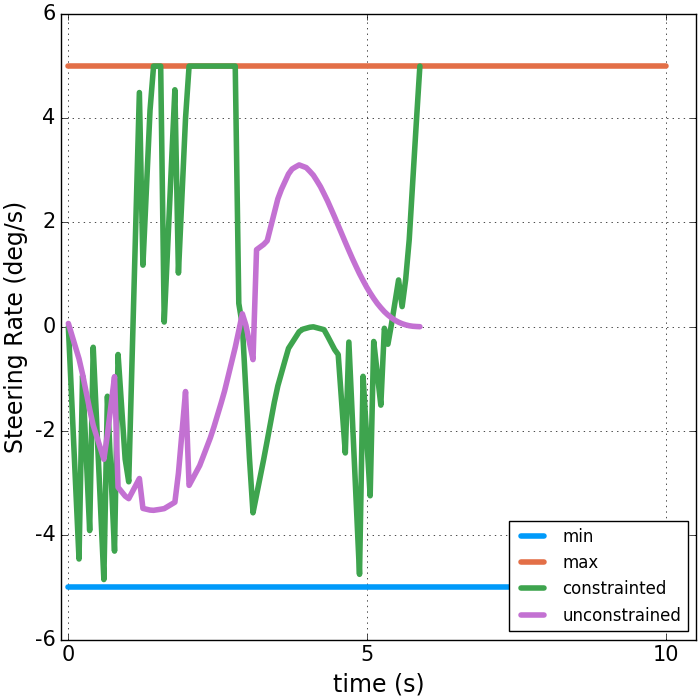 6
4
2
0
-2
-4
-6
Steering Rate (deg/s)
0
5
10
time (s)
min
max
constrainted
unconstrained